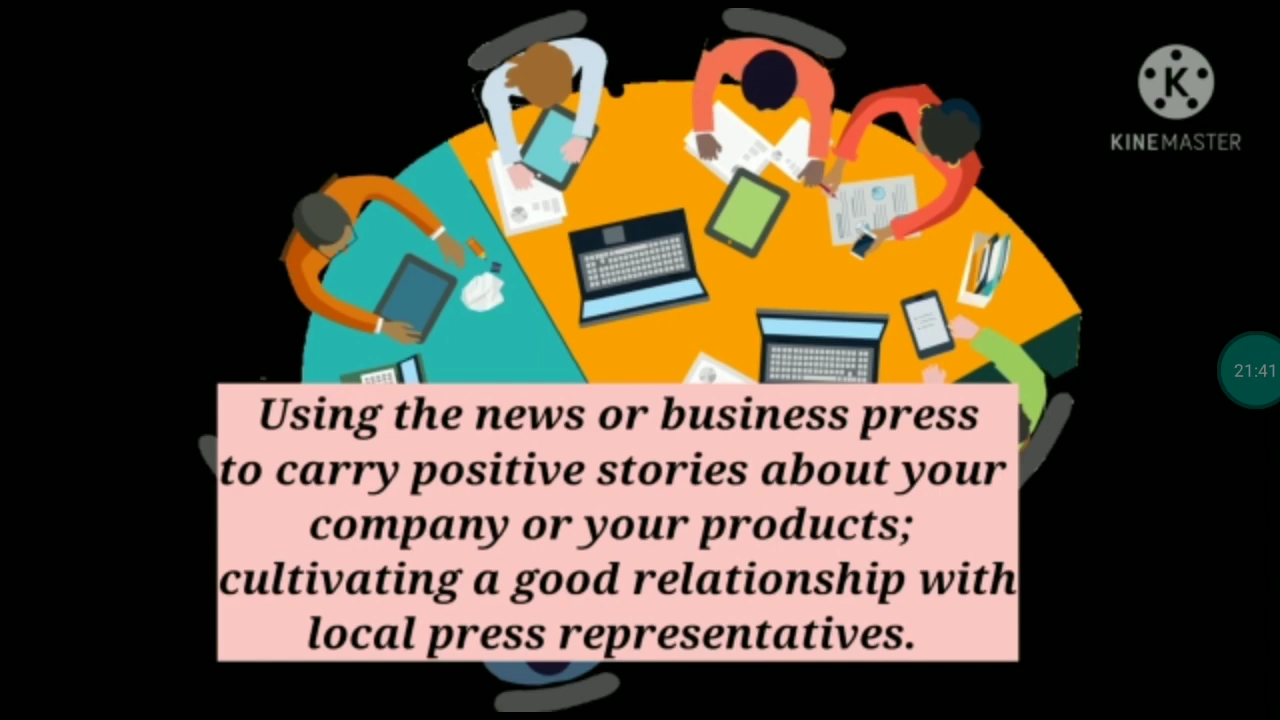 K
KINEMASTER
21:41
Using the news or business press
to carry positive stories about your
company or your products;
cultivating a good relationship with
local press representatives.